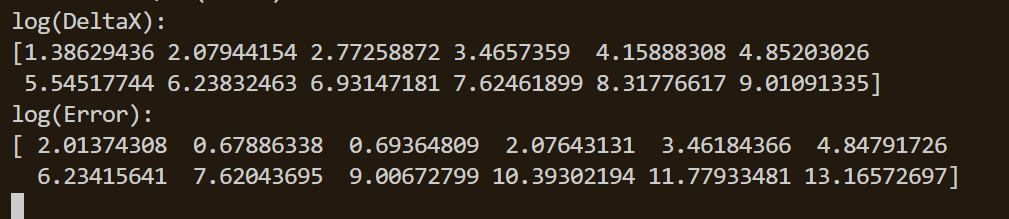 log(DeltaX):
[1.38629436 2.07944154 2.77258872 3.4657359  4.15888308 4.85203026
 5.54517744 6.23832463 6.93147181 7.62461899 8.31776617 9.01091335]
log(Error):
[ 2.01374308  0.67886338  0.69364809  2.07643131  3.46184366  4.84791726
  6.23415641  7.62043695  9.00672799 10.39302194 11.77933481 13.16572697]